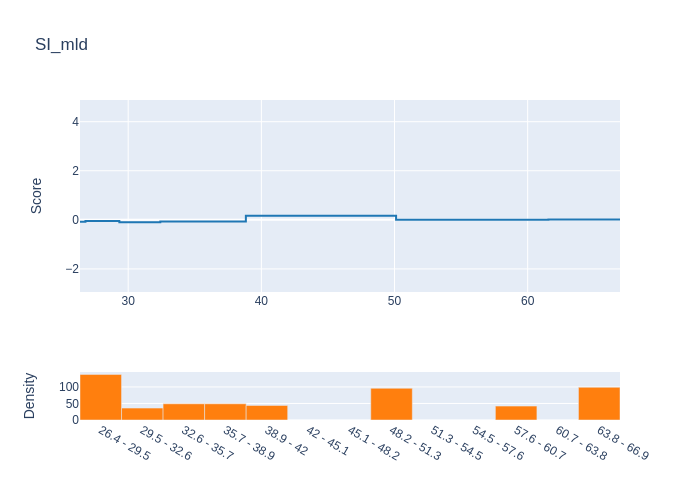 SI_mld
Score
4
2
0
−2
30 40 50 60
Density
100
50
0
26.4 - 29.5
29.5 - 32.6
32.6 - 35.7
35.7 - 38.9
38.9 - 42
42 - 45.1
45.1 - 48.2
48.2 - 51.3
51.3 - 54.5
54.5 - 57.6
57.6 - 60.7
60.7 - 63.8
63.8 - 66.9